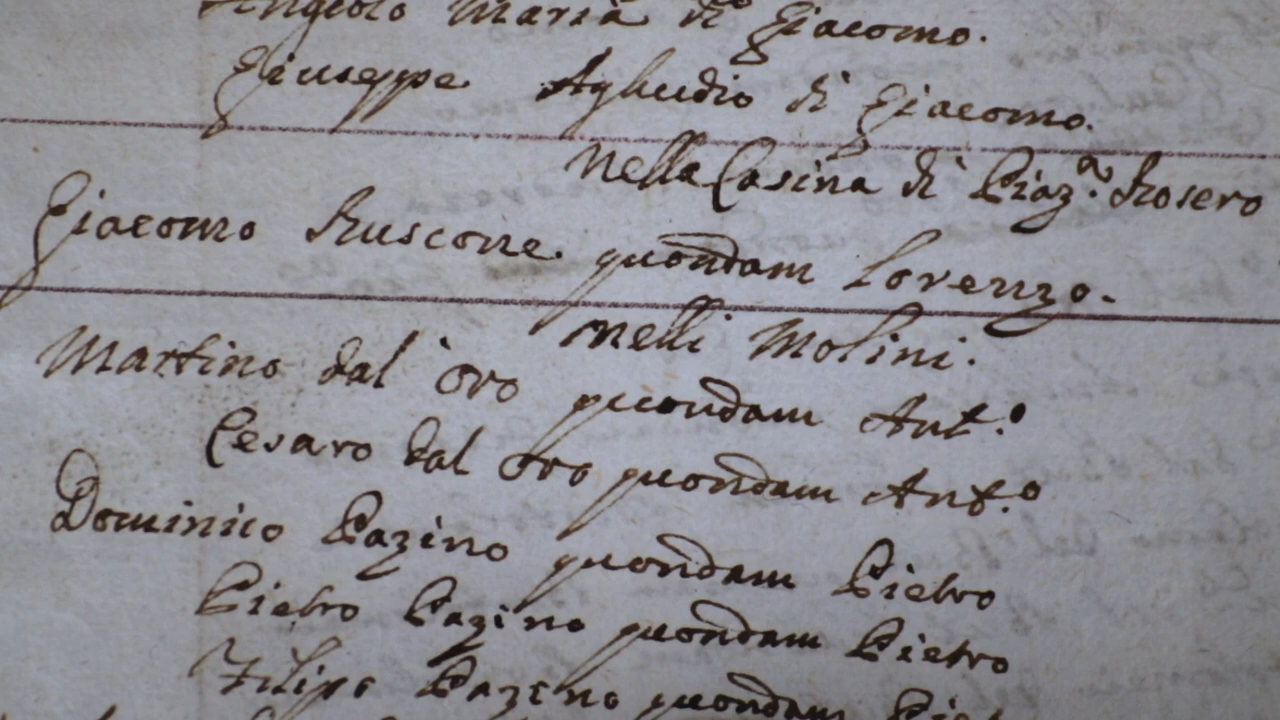 Angelo Maria di Giacomo.
Giuseppe Aghudio di Giacomo.
Nella Casina di Piaz.a Rosero
Giacomo Ruscone quondam Lorenzo.
Nelli Molini.
Martino dal Oro quondam Ant.o
Cesaro dal Oro quondam Ant.o
Dominico Pazino quondam Pietro
Pietro Pazino quondam Pietro
Filipo Pazino quondam